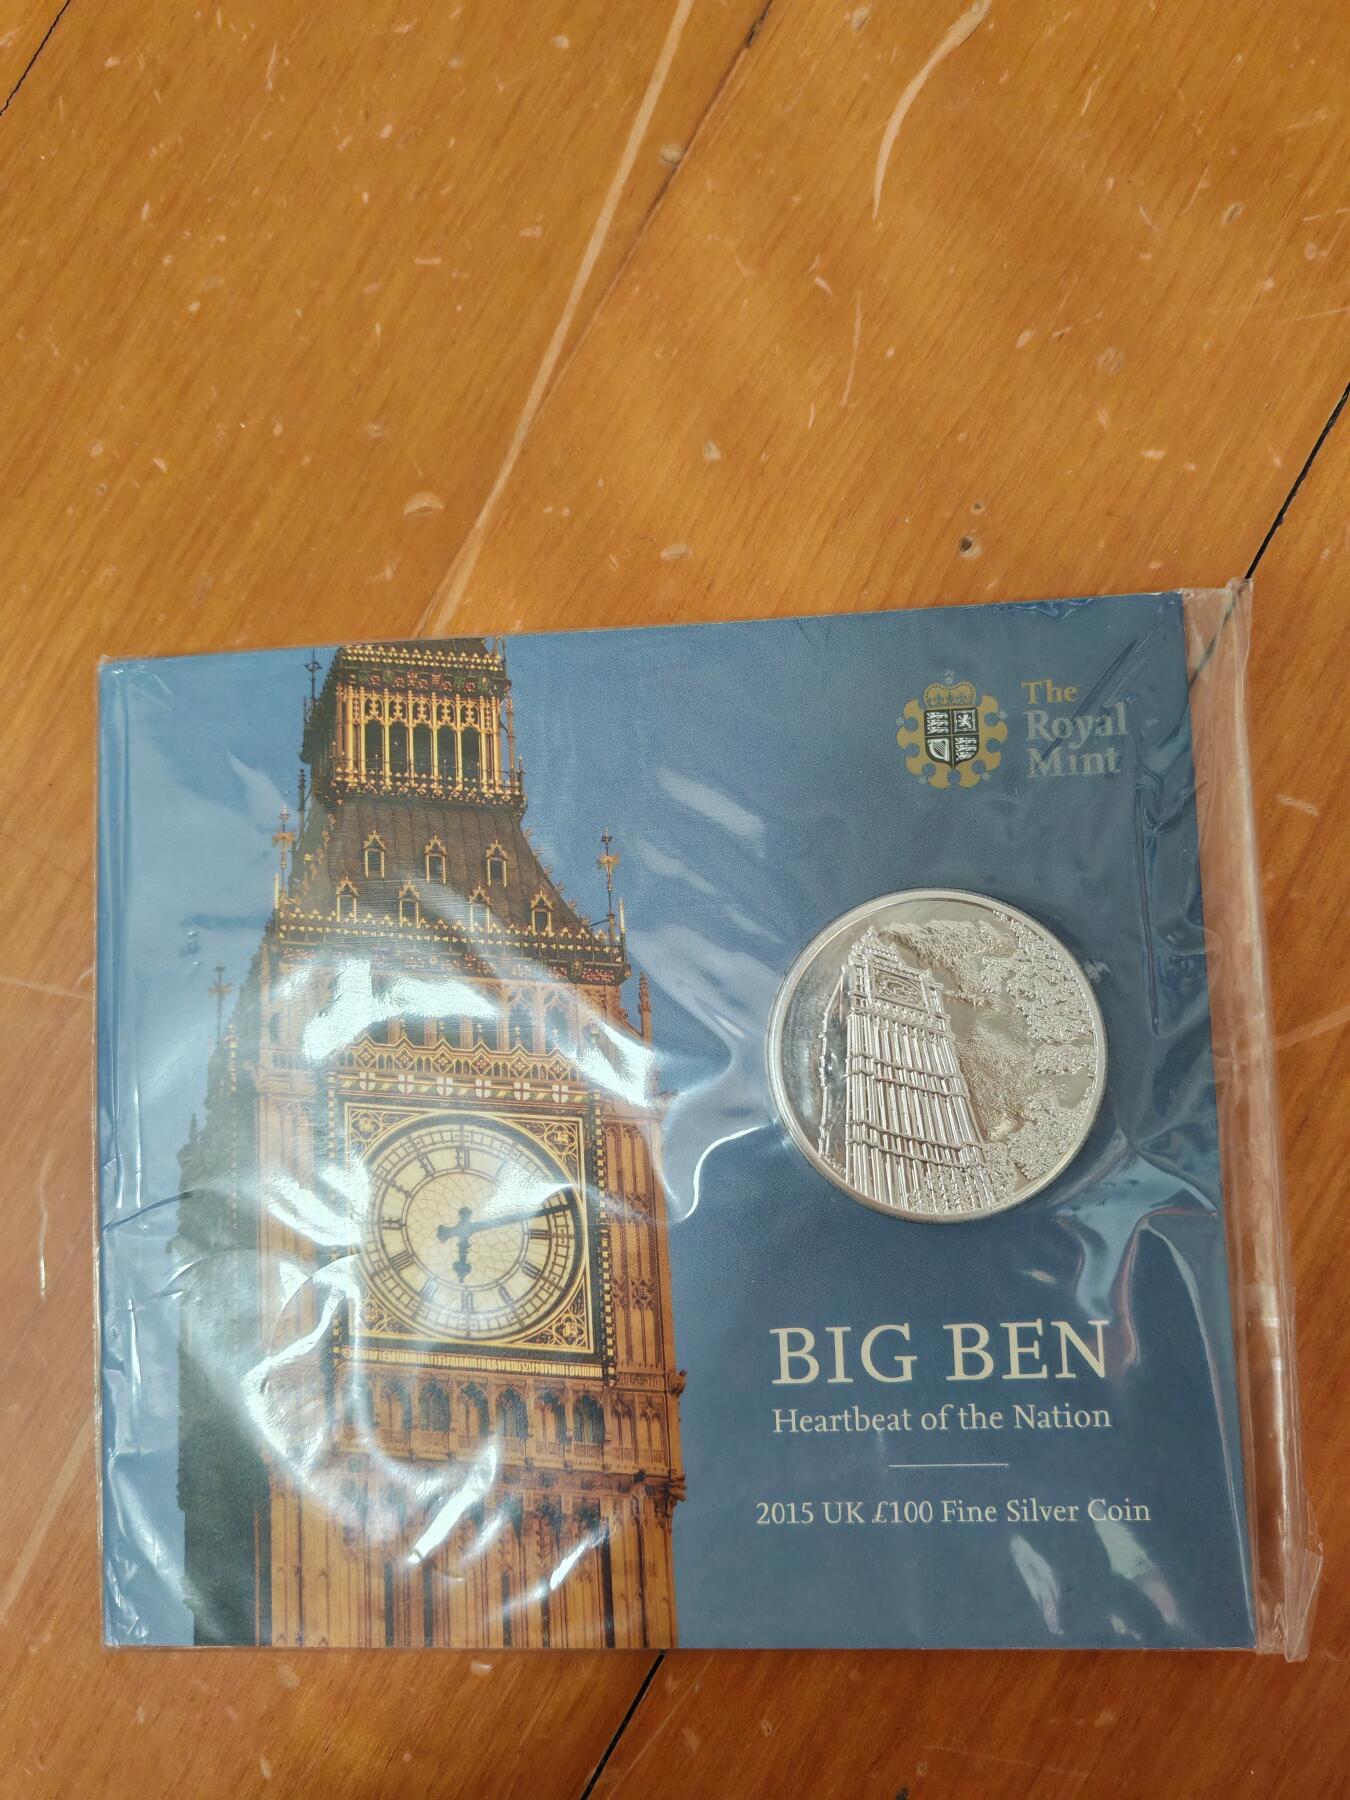 The
Royal
Mint
BIG BEN
Heartbeat of the Nation
2015 UK £100 Fine Silver Coin